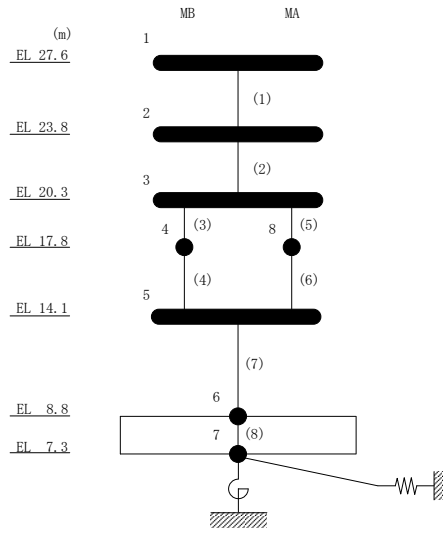 MB MA
(m)
1
EL 27.6
(1)
2
EL 23.8
(2)
3
EL 20.3
4 (3) 8 (5)
EL 17.8
(4) (6)
5
EL 14.1
(7)
6
EL 8.8
7 (8)
EL 7.3